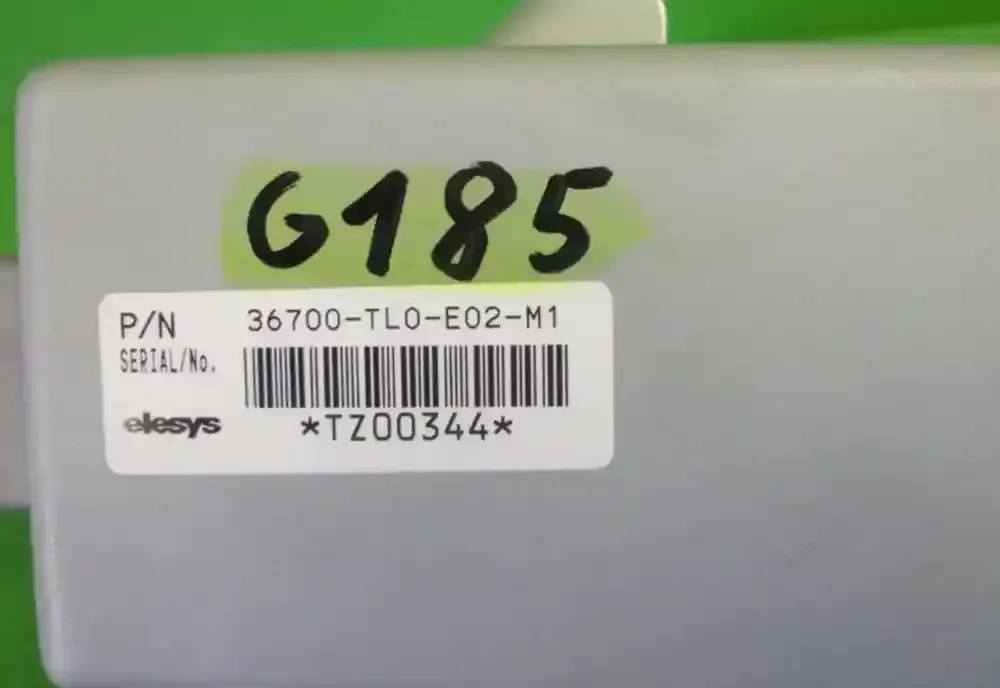 G185
P/N 36700-TL0-E02-M1
SERIAL/No.
elesys *TZ00344*